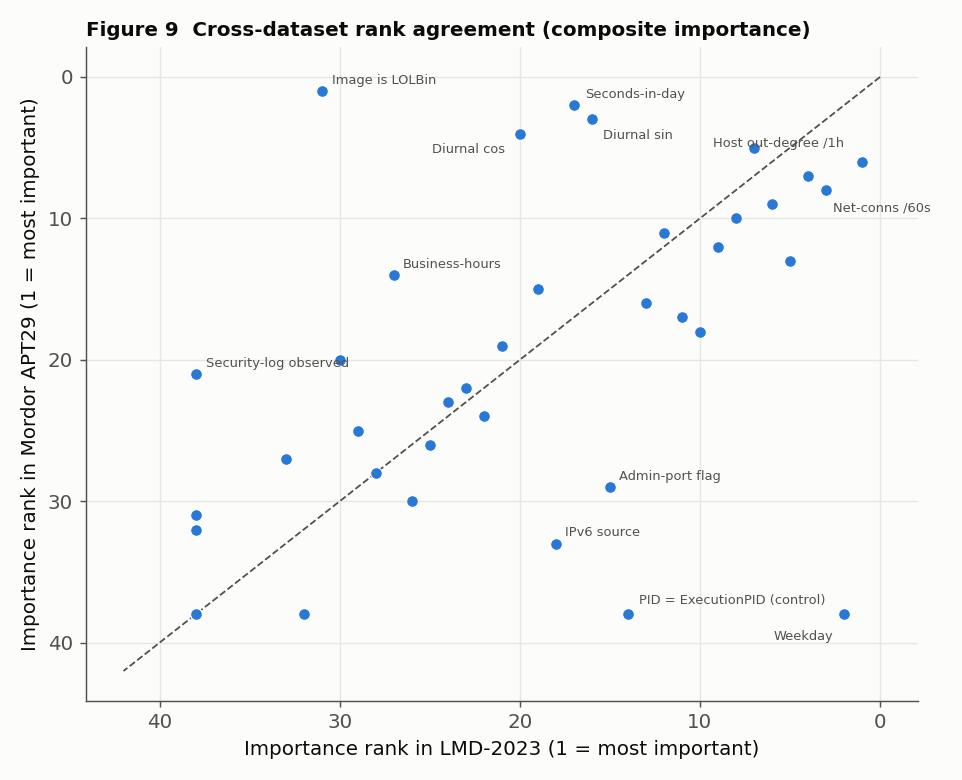 Figure 9  Cross-dataset rank agreement (composite importance)
Importance rank in Mordor APT29 (1 = most important)
0
10
20
30
40
Image is LOLBin
Seconds-in-day
Diurnal sin
Diurnal cos
Host out-degree /1h
Net-conns /60s
Business-hours
Security-log observed
Admin-port flag
IPv6 source
PID = ExecutionPID (control)
Weekday
40
30
20
10
0
Importance rank in LMD-2023 (1 = most important)